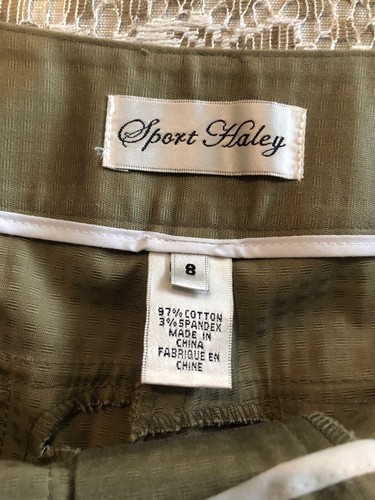 Sport Haley
8
97% COTTON
3% SPANDEX
MADE IN
CHINA
FABRIQUE EN
CHINE